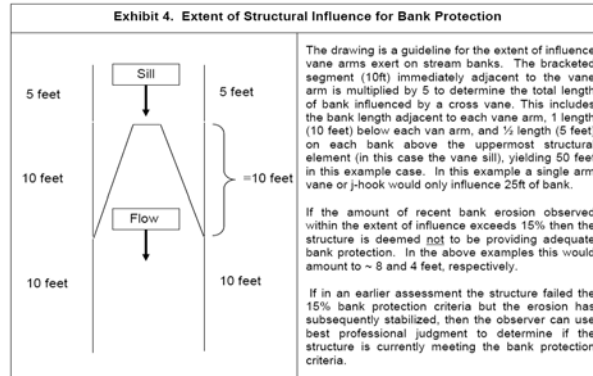 Exhibit 4. Extent of Structural Influence for Bank Protection
Sill
5 feet
5 feet
10 feet
=10 feet
Flow
10 feet
10 feet
The drawing is a guideline for the extent of influence
vane arms exert on stream banks. The bracketed
segment (10ft) immediately adjacent to the vane
arm is multiplied by 5 to determine the total length
of bank influenced by a cross vane. This includes
the bank length adjacent to each vane arm, 1 length
(10 feet) below each van arm, and ½ length (5 feet)
on each bank above the uppermost structural
element (in this case the vane sill), yielding 50 feet
in this example case. In this example a single arm
vane or j-hook would only influence 25ft of bank.
If the amount of recent bank erosion observed
within the extent of influence exceeds 15% then the
structure is deemed not to be providing adequate
bank protection. In the above examples this would
amount to ~ 8 and 4 feet, respectively.
If in an earlier assessment the structure failed the
15% bank protection criteria but the erosion has
subsequently stabilized, then the observer can use
best professional judgment to determine if the
structure is currently meeting the bank protection
criteria.